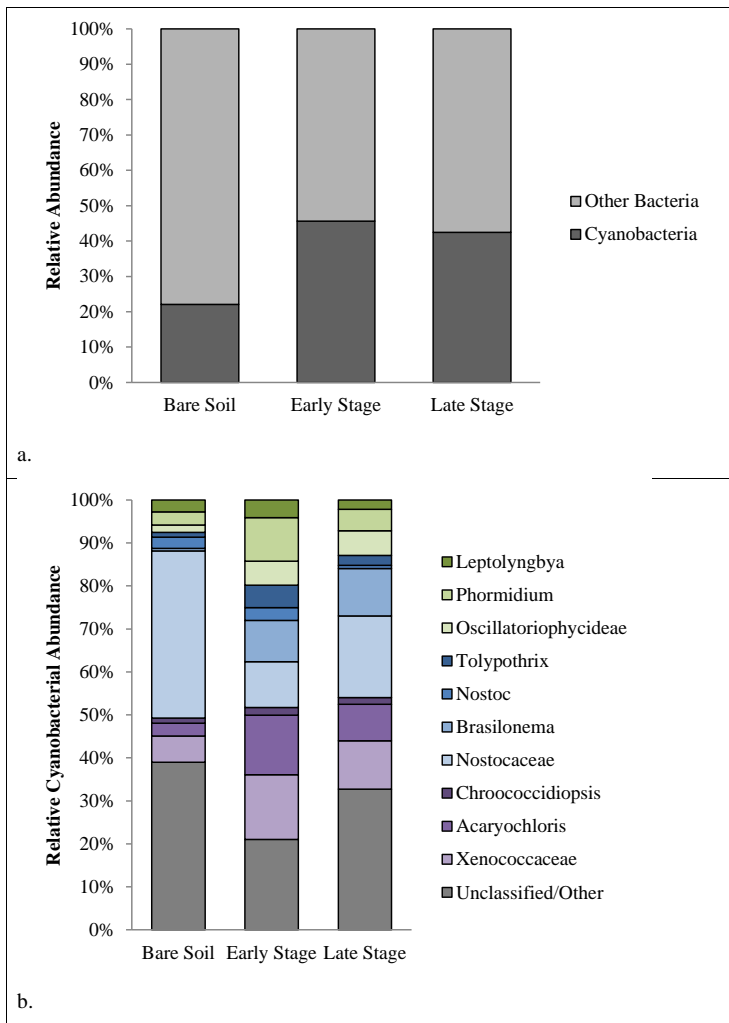 100%
90%
80%
70%
60%
50%
40%
30%
20%
10%
0%
Relative Abundance
Bare Soil Early Stage Late Stage
Other Bacteria
Cyanobacteria
a.
100%
90%
80%
70%
60%
50%
40%
30%
20%
10%
0%
Relative Cyanobacterial Abundance
Bare Soil Early Stage Late Stage
Leptolyngbya
Phormidium
Oscillatoriophycideae
Tolypothrix
Nostoc
Brasilonema
Nostocaceae
Chroococcidiopsis
Acaryochloris
Xenococcaceae
Unclassified/Other
b.